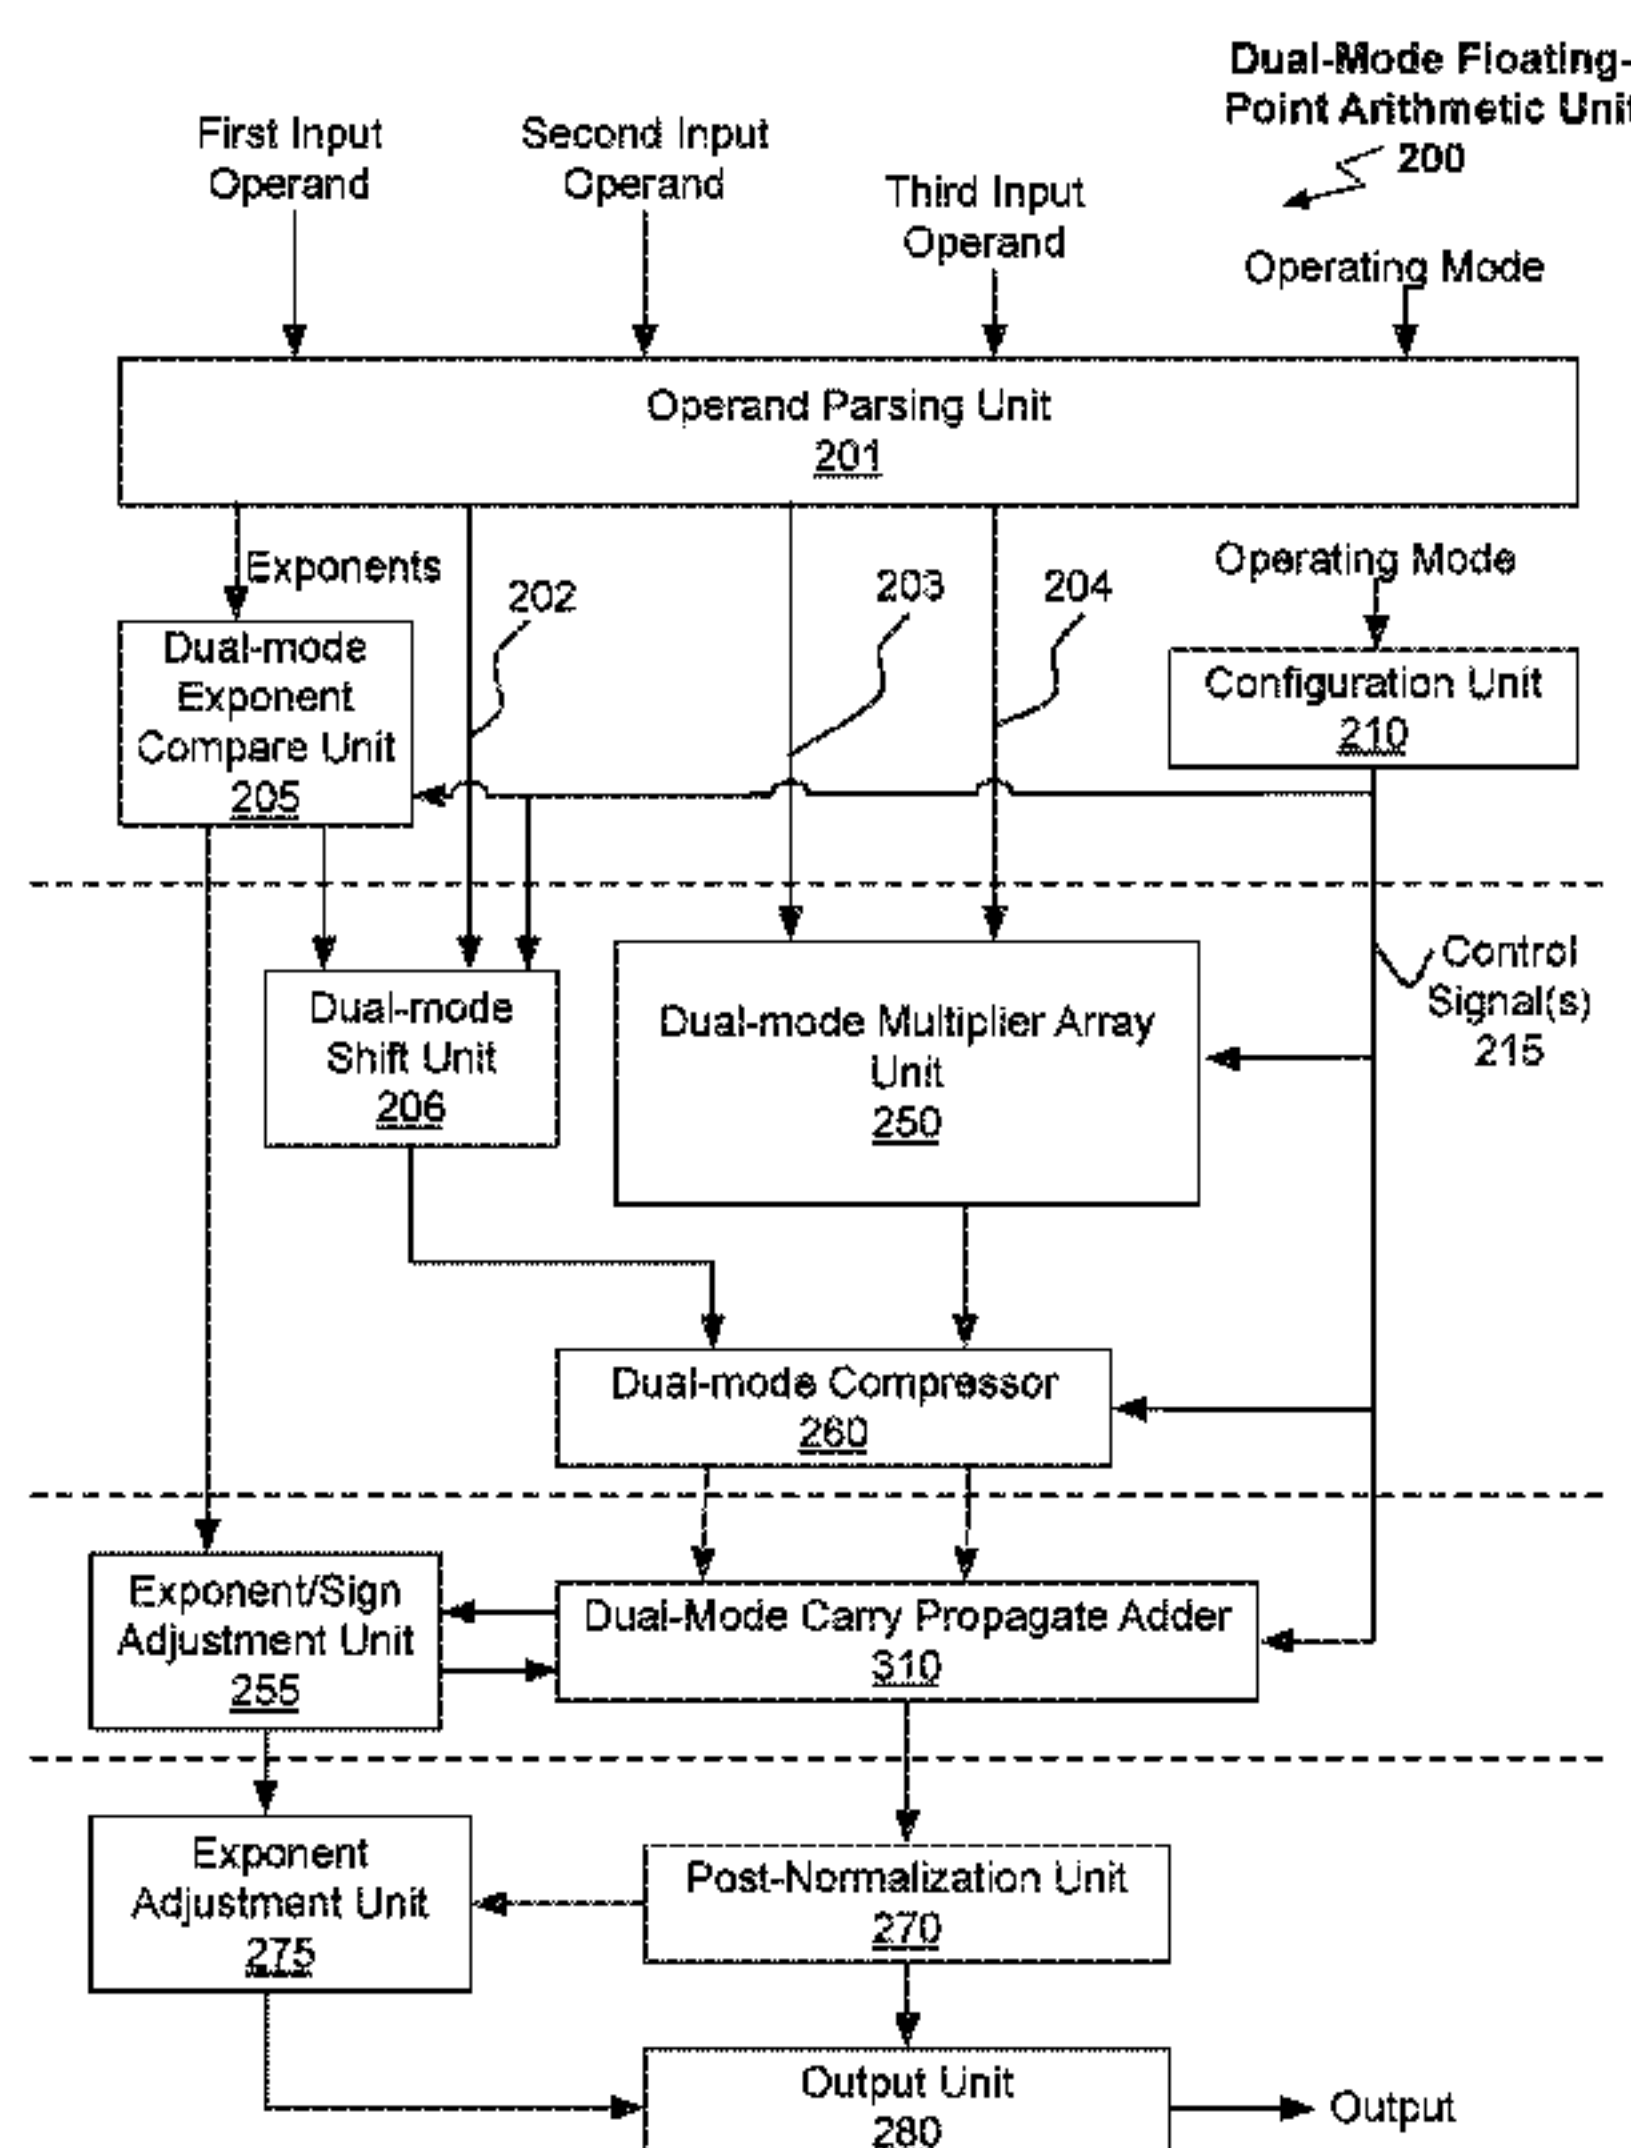 Dual-Mode Floating-
Point Arithmetic Unit
200
First Input
Operand
Second Input
Operand
Third Input
Operand
Operating Mode
Operand Parsing Unit
201
Exponents
202
203
204
Operating Mode
Dual-mode
Exponent
Compare Unit
205
Configuration Unit
210
Control
Signal(s)
215
Dual-mode
Shift Unit
206
Dual-mode Multiplier Array
Unit
250
Dual-mode Compressor
260
Exponent/Sign
Adjustment Unit
255
Dual-Mode Carry Propagate Adder
310
Exponent
Adjustment Unit
275
Post-Normalization Unit
270
Output Unit
280
Output